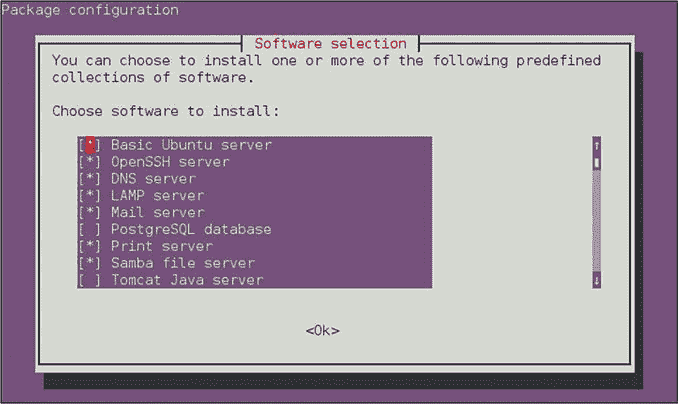 Package configuration
Software selection
You can choose to install one or more of the following predefined
collections of software.
Choose software to install:
[*] Basic Ubuntu server
[*] OpenSSH server
[*] DNS server
[*] LAMP server
[*] Mail server
[ ] PostgreSQL database
[*] Print server
[*] Samba file server
[ ] Tomcat Java server
<Ok>